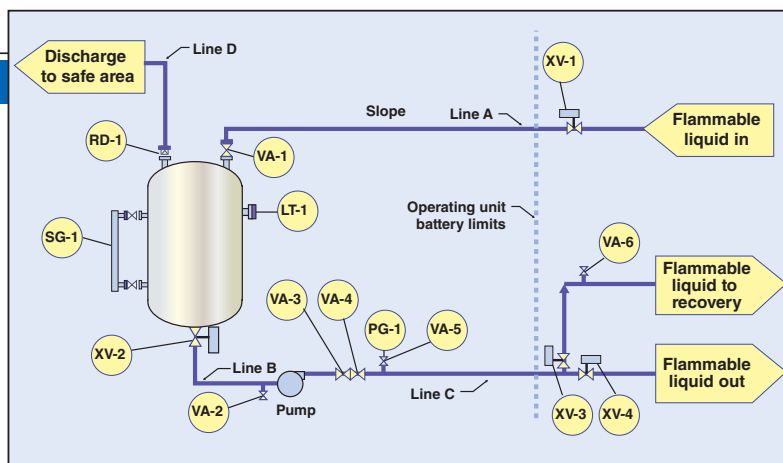 Discharge
to safe area
Line D
XV-1
RD-1
VA-1
Slope
Line A
Flammable
liquid in
LT-1
SG-1
Operating unit
battery limits
VA-6
Flammable
liquid to
recovery
VA-3
VA-4
PG-1
VA-5
XV-2
Line B
VA-2
Pump
Line C
XV-3
XV-4
Flammable
liquid out